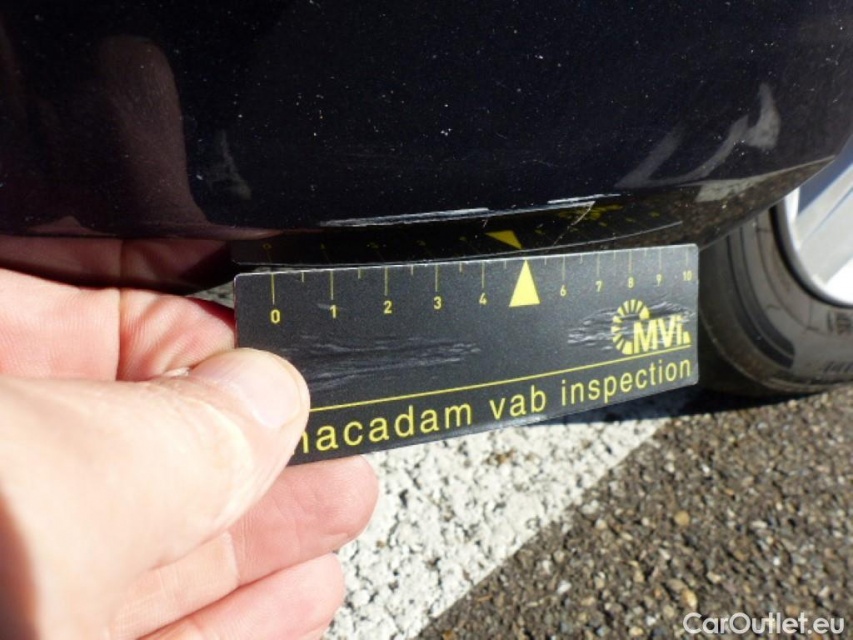 0 1 2 3 4 6 7 8 9 10
MVi.
macadam vab inspection
CarOutlet.eu